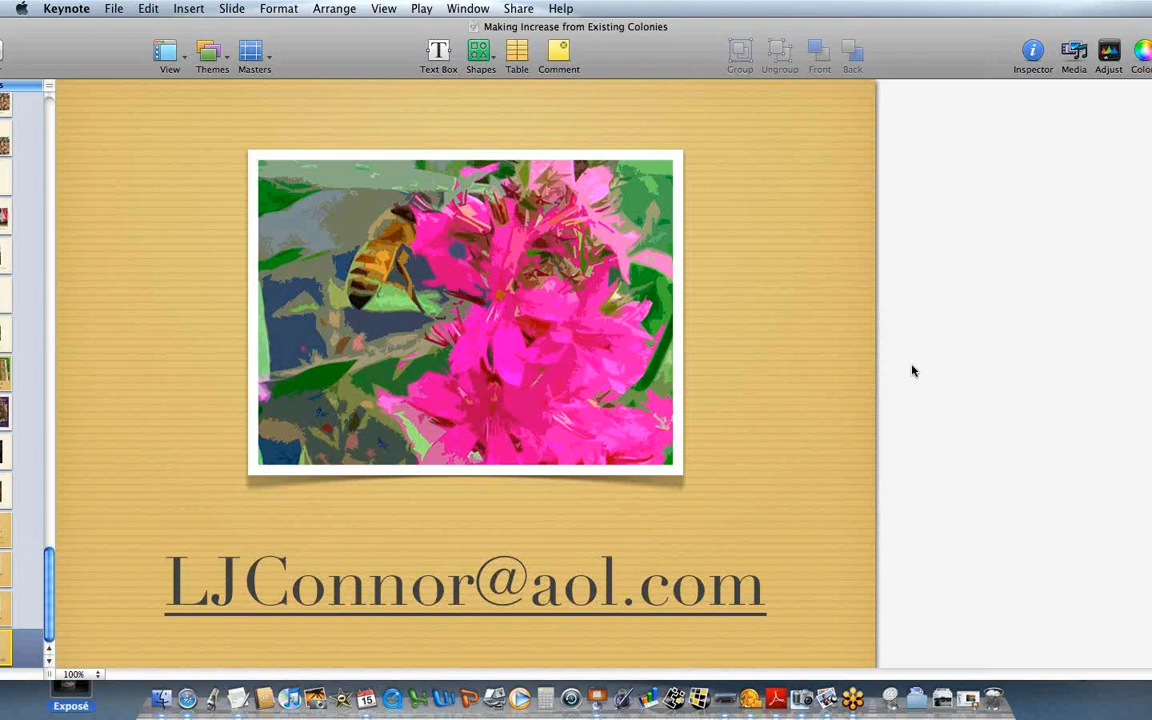 Keynote File Edit Insert Slide Format Arrange View Play Window Share Help
Making Increase from Existing Colonies
View Themes Masters Text Box Shapes Table Comment Group Ungroup Front Back Inspector Media Adjust
LJConnor@aol.com
100%
15
Exposé